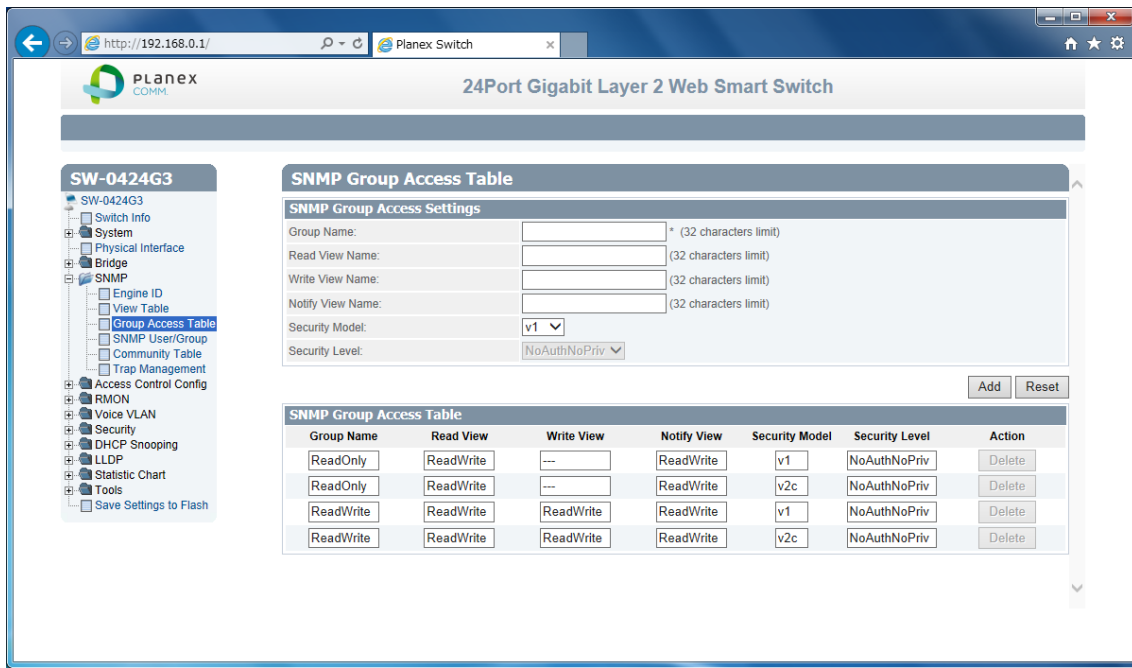 http://192.168.0.1/
Planex Switch
PLANEX
COMM.
24Port Gigabit Layer 2 Web Smart Switch
SW-0424G3
SW-0424G3
Switch Info
System
Physical Interface
Bridge
SNMP
Engine ID
View Table
Group Access Table
SNMP User/Group
Community Table
Trap Management
Access Control Config
RMON
Voice VLAN
Security
DHCP Snooping
LLDP
Statistic Chart
Tools
Save Settings to Flash
SNMP Group Access Table
SNMP Group Access Settings
Group Name: * (32 characters limit)
Read View Name: (32 characters limit)
Write View Name: (32 characters limit)
Notify View Name: (32 characters limit)
Security Model: v1
Security Level: NoAuthNoPriv
Add Reset
SNMP Group Access Table
Group Name Read View Write View Notify View Security Model Security Level Action
ReadOnly ReadWrite --- ReadWrite v1 NoAuthNoPriv Delete
ReadOnly ReadWrite --- ReadWrite v2c NoAuthNoPriv Delete
ReadWrite ReadWrite ReadWrite ReadWrite v1 NoAuthNoPriv Delete
ReadWrite ReadWrite ReadWrite ReadWrite v2c NoAuthNoPriv Delete